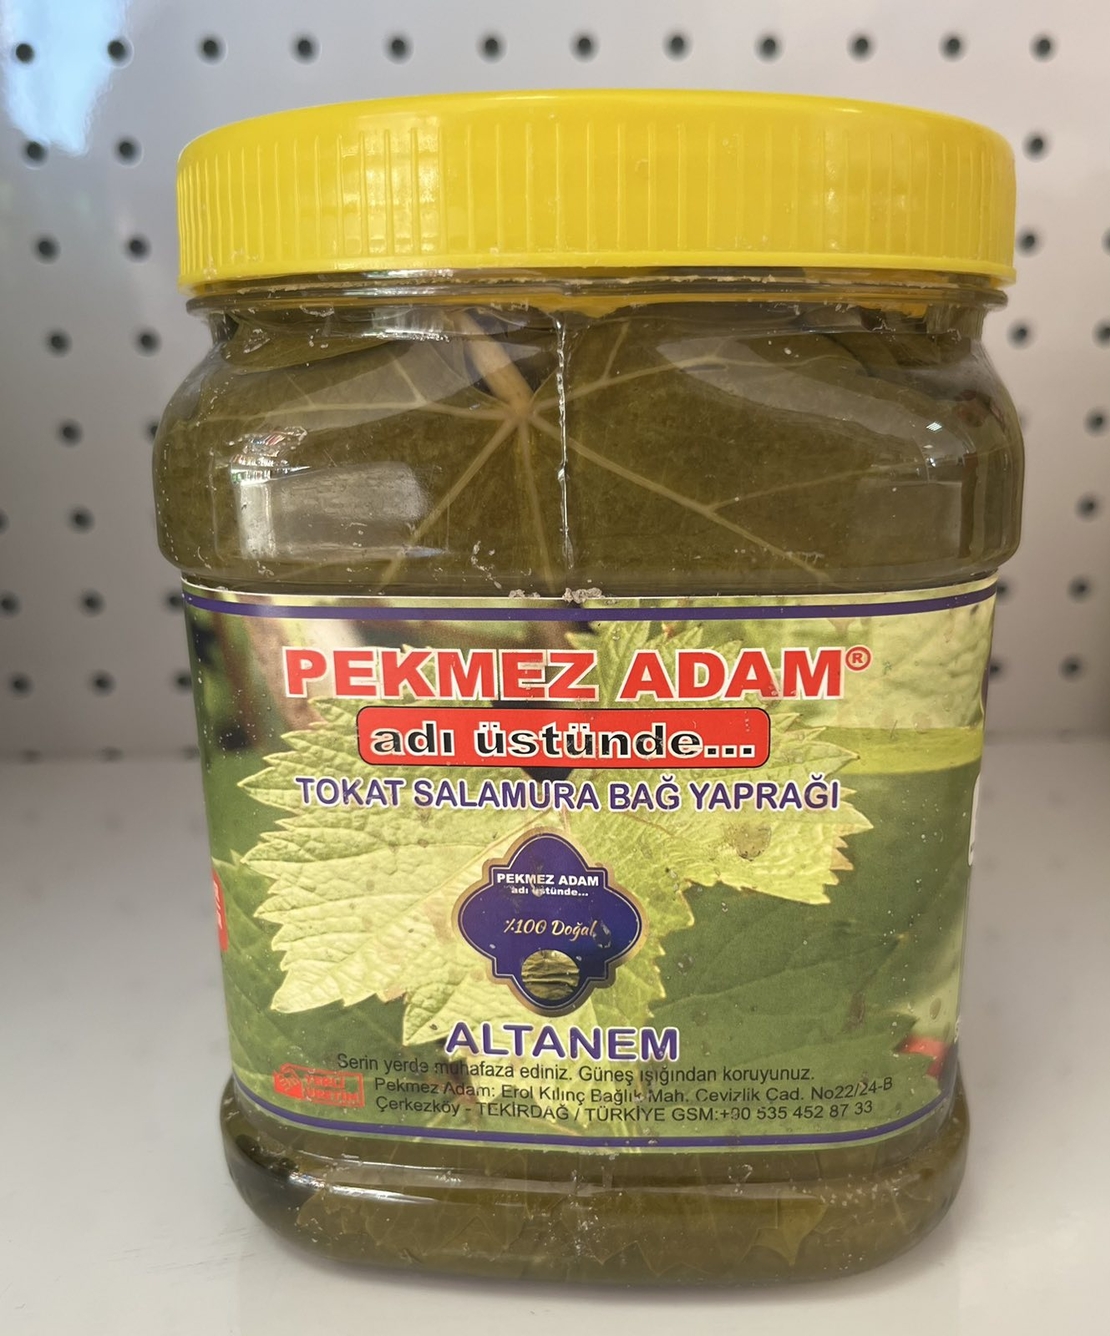 PEKMEZ ADAM®
adı üstünde...
TOKAT SALAMURA BAĞ YAPRAĞI
PEKMEZ ADAM
adı üstünde...
%100 Doğal
ALTANEM
Serin yerde muhafaza ediniz. Güneş ışığından koruyunuz.
YERLİ
ÜRETİM
Pekmez Adam: Erol Kılınç Bağlık Mah. Cevizlik Cad. No22/24-B
Çerkezköy - TEKİRDAĞ / TÜRKİYE GSM:+90 535 452 87 33